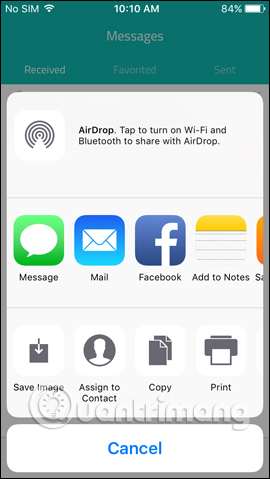 No SIM 8:10 AM 84%
Messages
Received Favorited Sent
AirDrop. Tap to turn on Wi-Fi and
Bluetooth to share with AirDrop.
Message Mail Facebook Add to Notes Sa
Save Image Assign to
Contact Copy Print
Quantrimang
Cancel